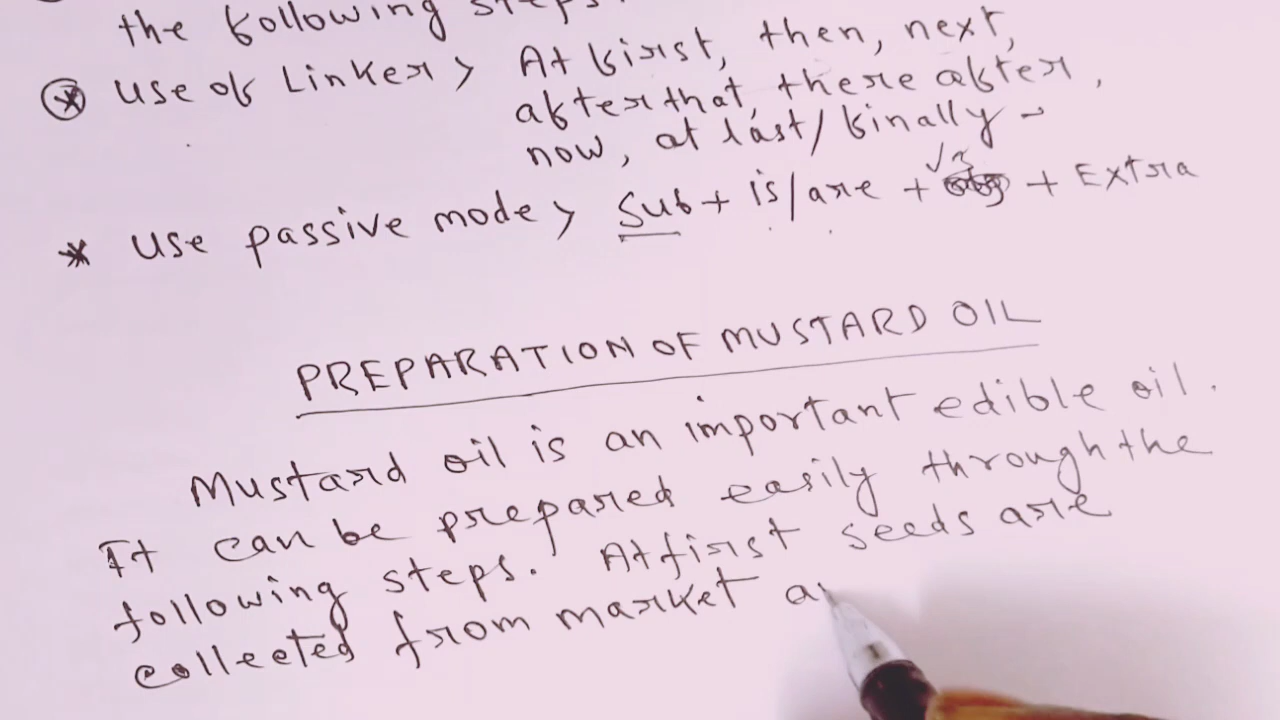 the following steps.
* Use of Linker > At first, then, next,
after that, there after,
now, at last/finally -
* Use passive mode > Sub + is/are + V3 + Extra
PREPARATION OF MUSTARD OIL
Mustard oil is an important edible oil.
It can be prepared easily through the
following steps. At first seeds are
collected from market